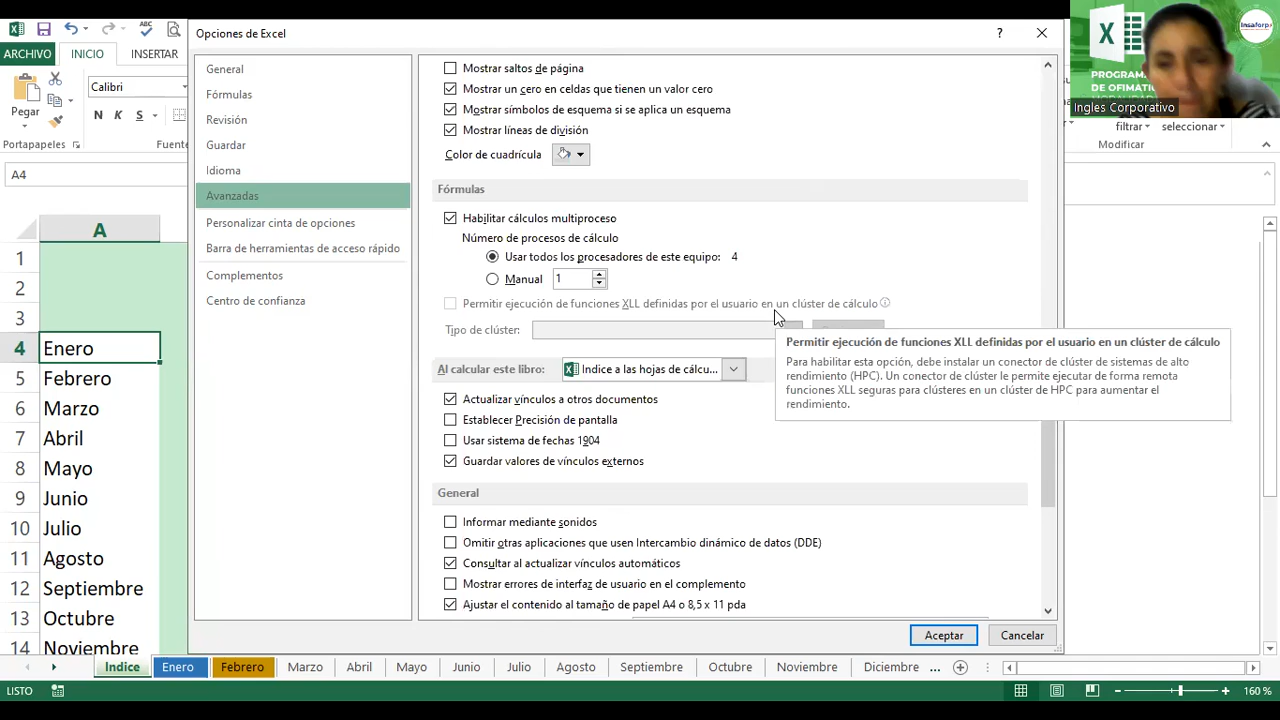 Opciones de Excel
?
ARCHIVO
INICIO
INSERTAR
Pegar
Calibri
N K S
Portapapeles
Fuente
A4
General
Fórmulas
Revisión
Guardar
Idioma
Avanzadas
Personalizar cinta de opciones
Barra de herramientas de acceso rápido
Complementos
Centro de confianza
Mostrar saltos de página
Mostrar un cero en celdas que tienen un valor cero
Mostrar símbolos de esquema si se aplica un esquema
Mostrar líneas de división
Color de cuadrícula
Fórmulas
Habilitar cálculos multiproceso
Número de procesos de cálculo
Usar todos los procesadores de este equipo: 4
Manual 1
Permitir ejecución de funciones XLL definidas por el usuario en un clúster de cálculo
Tipo de clúster:
Permitir ejecución de funciones XLL definidas por el usuario en un clúster de cálculo
Para habilitar esta opción, debe instalar un conector de clúster de sistemas de alto
rendimiento (HPC). Un conector de clúster le permite ejecutar de forma remota
funciones XLL seguras para clústeres en un clúster de HPC para aumentar el
rendimiento.
Al calcular este libro: Indice a las hojas de cálcu...
Actualizar vínculos a otros documentos
Establecer Precisión de pantalla
Usar sistema de fechas 1904
Guardar valores de vínculos externos
General
Informar mediante sonidos
Omitir otras aplicaciones que usen Intercambio dinámico de datos (DDE)
Consultar al actualizar vínculos automáticos
Mostrar errores de interfaz de usuario en el complemento
Ajustar el contenido al tamaño de papel A4 o 8,5 x 11 pda
Aceptar
Cancelar
Insaforp
X
PROGRAM
DE OFIMÁTIC
Ingles Corporativo
filtrar
seleccionar
Modificar
A
1
2
3
4 Enero
5 Febrero
6 Marzo
7 Abril
8 Mayo
9 Junio
10 Julio
11 Agosto
12 Septiembre
13 Octubre
14 Noviembre
Indice Enero Febrero Marzo Abril Mayo Junio Julio Agosto Septiembre Octubre Noviembre Diciembre ...
LISTO
160 %